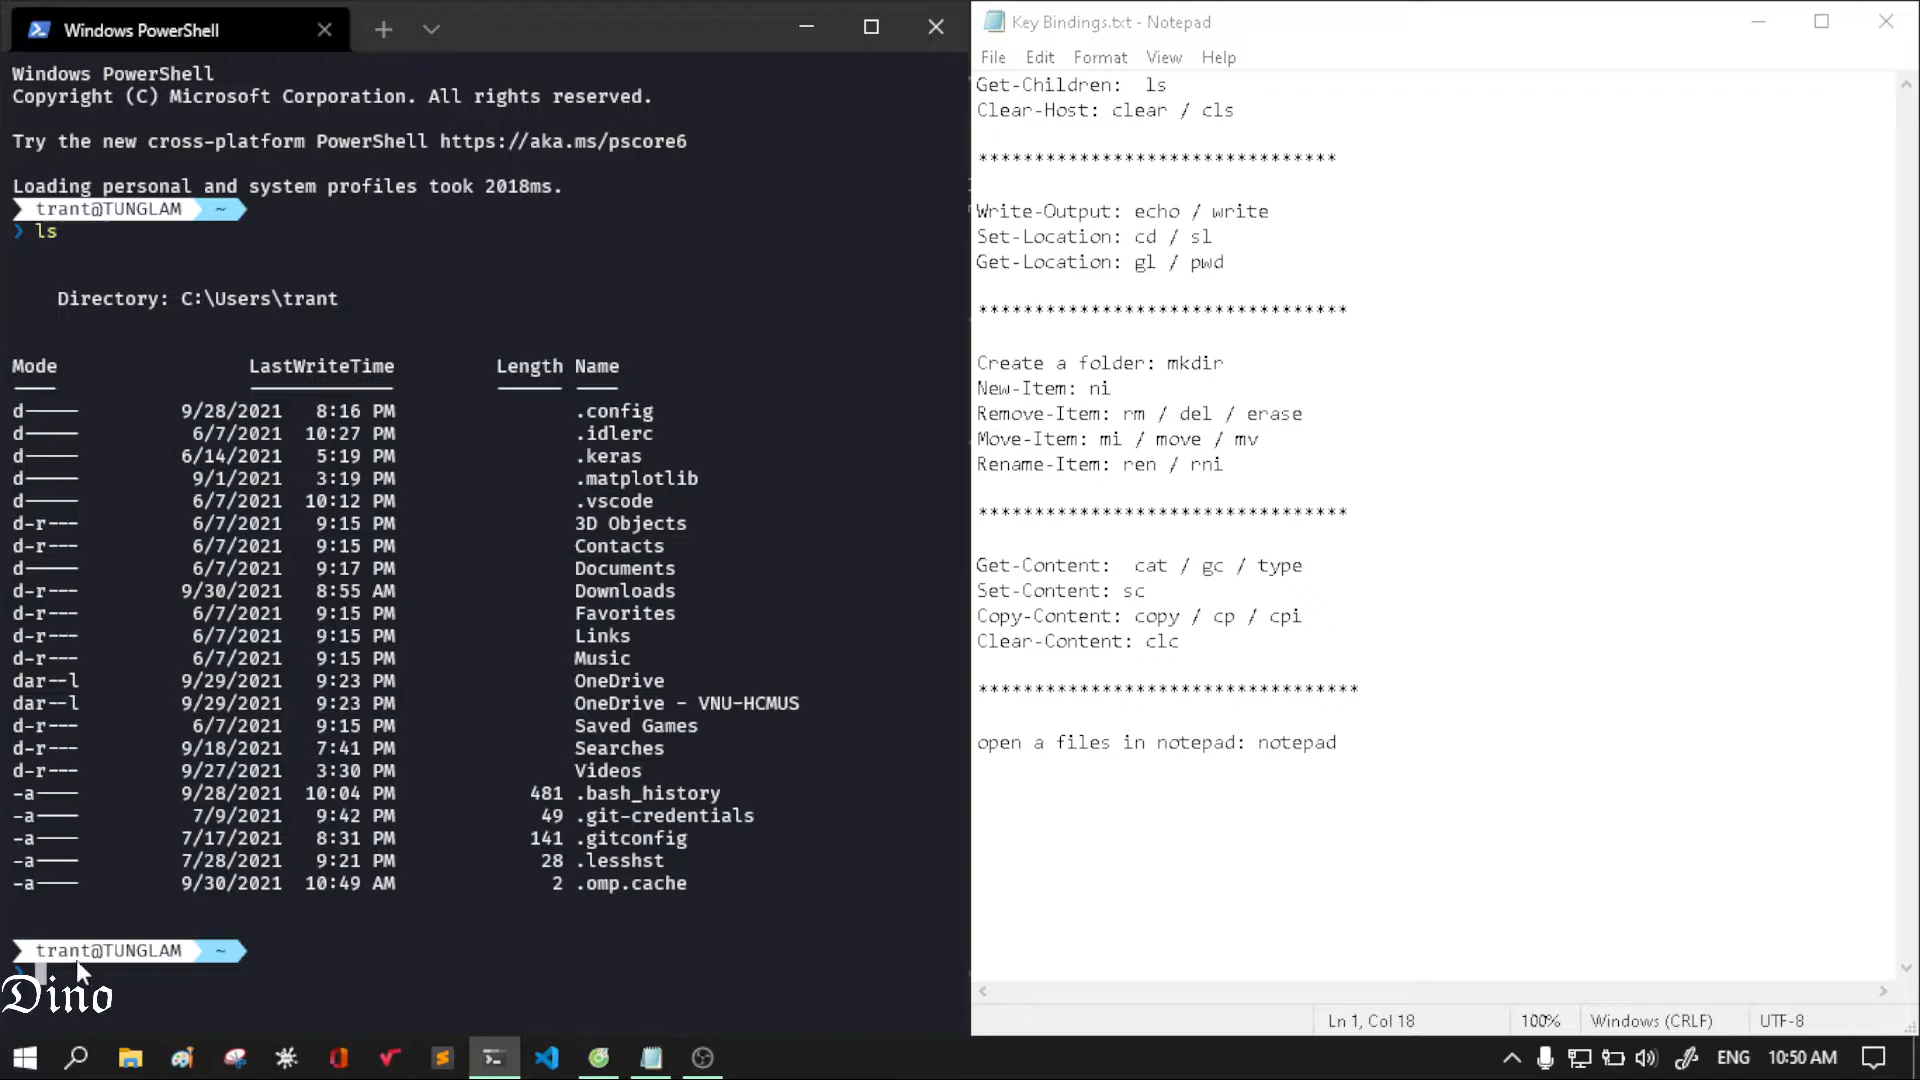 Windows PowerShell
Windows PowerShell
Copyright (C) Microsoft Corporation. All rights reserved.
Try the new cross-platform PowerShell https://aka.ms/pscore6
Loading personal and system profiles took 2018ms.
trant@TUNGLAM ~
❯ ls
Directory: C:\Users\trant
Mode LastWriteTime Length Name
d----- 9/28/2021 8:16 PM .config
d----- 6/7/2021 10:27 PM .idlerc
d----- 6/14/2021 5:19 PM .keras
d----- 9/1/2021 3:19 PM .matplotlib
d----- 6/7/2021 10:12 PM .vscode
d-r--- 6/7/2021 9:15 PM 3D Objects
d-r--- 6/7/2021 9:15 PM Contacts
d----- 6/7/2021 9:17 PM Documents
d-r--- 9/30/2021 8:55 AM Downloads
d-r--- 6/7/2021 9:15 PM Favorites
d-r--- 6/7/2021 9:15 PM Links
d-r--- 6/7/2021 9:15 PM Music
dar--l 9/29/2021 9:23 PM OneDrive
dar--l 9/29/2021 9:23 PM OneDrive - VNU-HCMUS
d-r--- 6/7/2021 9:15 PM Saved Games
d-r--- 9/18/2021 7:41 PM Searches
d-r--- 9/27/2021 3:30 PM Videos
-a---- 9/28/2021 10:04 PM 481 .bash_history
-a---- 7/9/2021 9:42 PM 49 .git-credentials
-a---- 7/17/2021 8:31 PM 141 .gitconfig
-a---- 7/28/2021 9:21 PM 28 .lesshst
-a---- 9/30/2021 10:49 AM 2 .omp.cache
trant@TUNGLAM ~
Dino
Key Bindings.txt - Notepad
File Edit Format View Help
Get-Children:  ls
Clear-Host: clear / cls
********************************
Write-Output: echo / write
Set-Location: cd / sl
Get-Location: gl / pwd
*********************************
Create a folder: mkdir
New-Item: ni
Remove-Item: rm / del / erase
Move-Item: mi / move / mv
Rename-Item: ren / rni
*********************************
Get-Content:  cat / gc / type
Set-Content: sc
Copy-Content: copy / cp / cpi
Clear-Content: clc
**********************************
open a files in notepad: notepad
Ln 1, Col 18 100% Windows (CRLF) UTF-8
ENG 10:50 AM